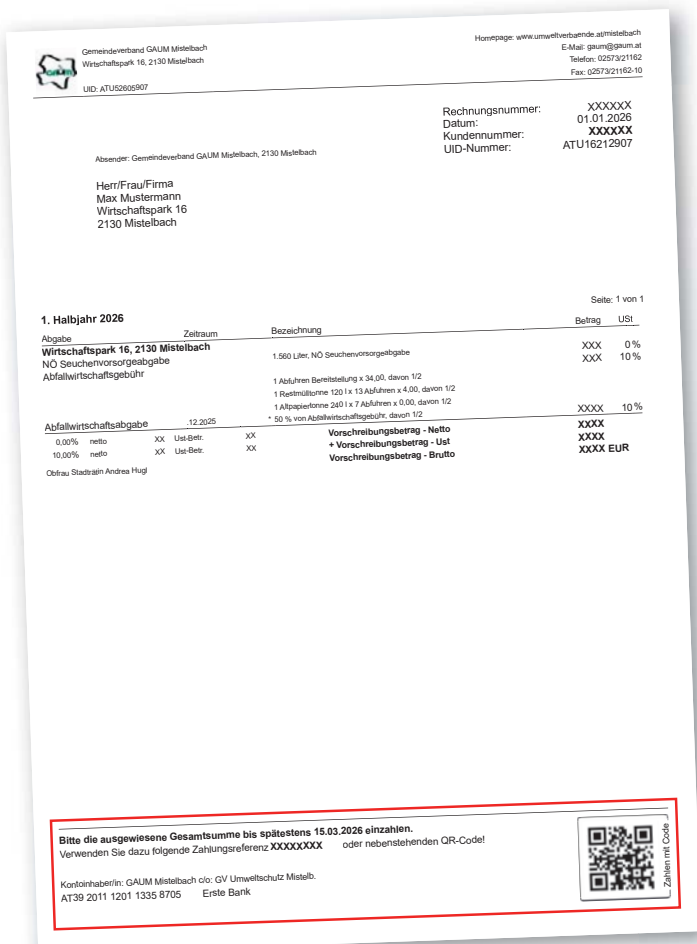 GAUM
Gemeindeverband GAUM Mistelbach
Wirtschaftspark 16, 2130 Mistelbach
UID: ATU52605907
Homepage: www.umweltverbaende.at/mistelbach
E-Mail: gaum@gaum.at
Telefon: 02573/21162
Fax: 02573/21162-10
Rechnungsnummer: XXXXXX
Datum: 01.01.2026
Kundennummer: XXXXXX
UID-Nummer: ATU16212907
Absender: Gemeindeverband GAUM Mistelbach, 2130 Mistelbach
Herr/Frau/Firma
Max Mustermann
Wirtschaftspark 16
2130 Mistelbach
Seite: 1 von 1
1. Halbjahr 2026
Abgabe Zeitraum Bezeichnung Betrag USt
Wirtschaftspark 16, 2130 Mistelbach
NÖ Seuchenvorsorgeabgabe 1.560 Liter, NÖ Seuchenvorsorgeabgabe XXX 0 %
Abfallwirtschaftsgebühr XXX 10 %
1 Abfuhren Bereitstellung x 34,00, davon 1/2
1 Restmülltonne 120 l x 13 Abfuhren x 4,00, davon 1/2
1 Altpapiertonne 240 l x 7 Abfuhren x 0,00, davon 1/2
Abfallwirtschaftsabgabe .12.2025 * 50 % von Abfallwirtschaftsgebühr, davon 1/2 XXXX 10 %
0,00% netto XX Ust-Betr. XX Vorschreibungsbetrag - Netto XXXX
10,00% netto XX Ust-Betr. XX + Vorschreibungsbetrag - Ust XXXX
Vorschreibungsbetrag - Brutto XXXX EUR
Obfrau Stadträtin Andrea Hugl
Bitte die ausgewiesene Gesamtsumme bis spätestens 15.03.2026 einzahlen.
Verwenden Sie dazu folgende Zahlungsreferenz XXXXXXXX oder nebenstehenden QR-Code!
Kontoinhaber/in: GAUM Mistelbach c/o: GV Umweltschutz Mistelb.
AT39 2011 1201 1335 8705 Erste Bank
Zahlen mit Code